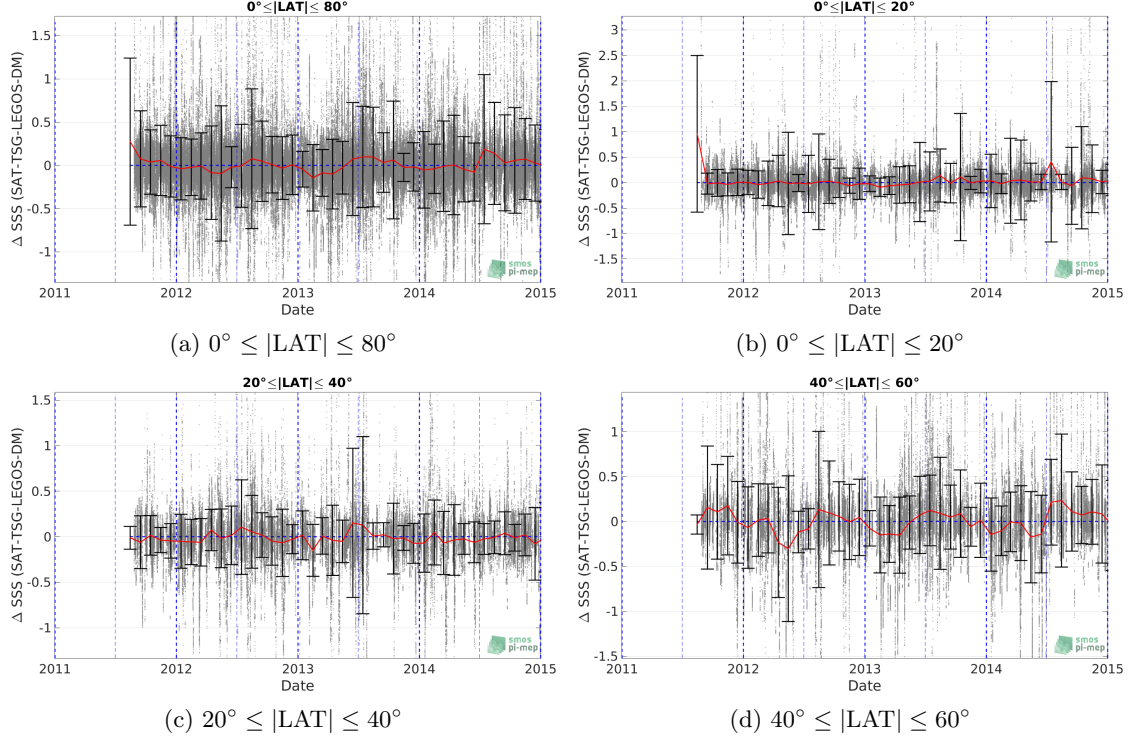 0°≤|LAT|≤ 80°
Δ SSS (SAT-TSG-LEGOS-DM)
1.5
1
0.5
0
-0.5
-1
2011 2012 2013 2014 2015
Date
smos
pi-mep
(a) 0° ≤ |LAT| ≤ 80°
0°≤|LAT|≤ 20°
Δ SSS (SAT-TSG-LEGOS-DM)
3
2.5
2
1.5
1
0.5
0
-0.5
-1
-1.5
2011 2012 2013 2014 2015
Date
smos
pi-mep
(b) 0° ≤ |LAT| ≤ 20°
20°≤|LAT|≤ 40°
Δ SSS (SAT-TSG-LEGOS-DM)
1.5
1
0.5
0
-0.5
-1
2011 2012 2013 2014 2015
Date
smos
pi-mep
(c) 20° ≤ |LAT| ≤ 40°
40°≤|LAT|≤ 60°
Δ SSS (SAT-TSG-LEGOS-DM)
1
0.5
0
-0.5
-1
-1.5
2011 2012 2013 2014 2015
Date
smos
pi-mep
(d) 40° ≤ |LAT| ≤ 60°